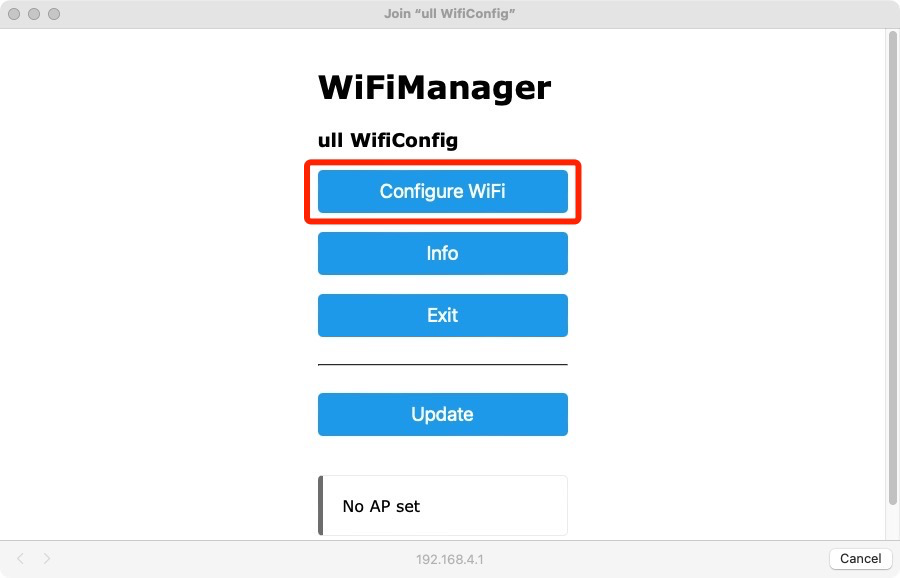 Join “ull WifiConfig”
WiFiManager
ull WifiConfig
Configure WiFi
Info
Exit
Update
No AP set
192.168.4.1
Cancel